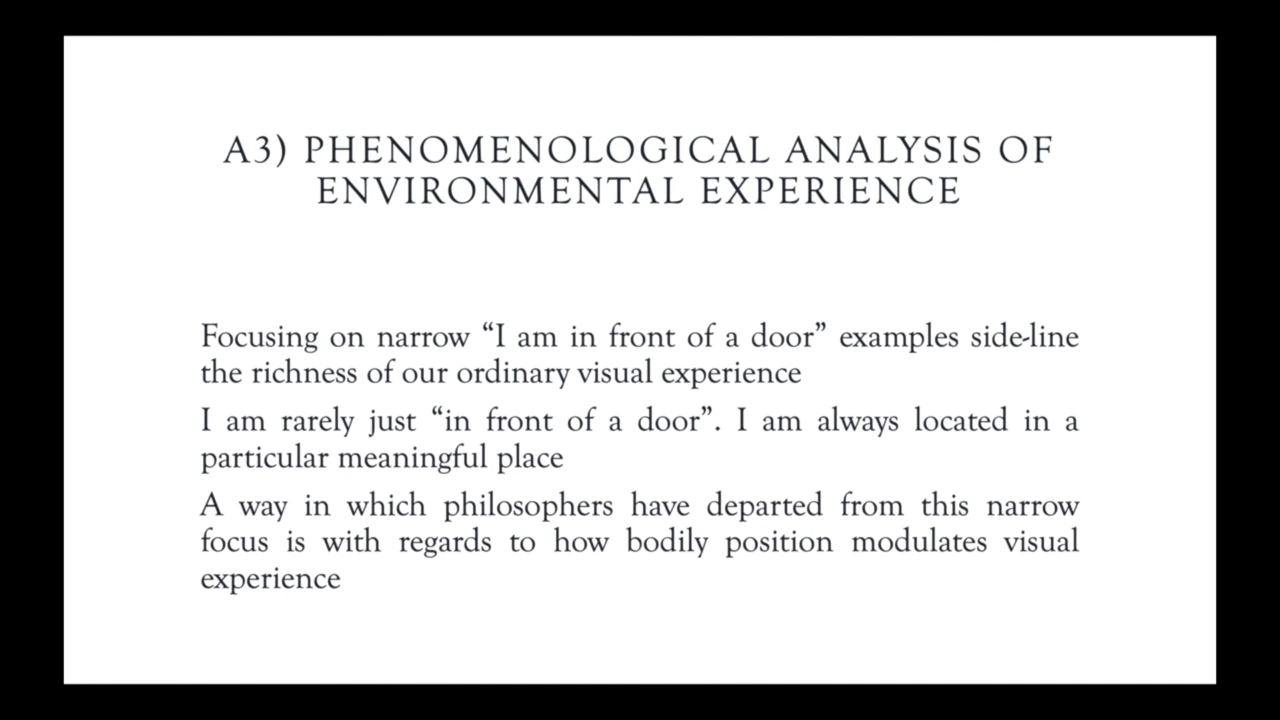 A3) PHENOMENOLOGICAL ANALYSIS OF
ENVIRONMENTAL EXPERIENCE
Focusing on narrow “I am in front of a door” examples side-line
the richness of our ordinary visual experience
I am rarely just “in front of a door”. I am always located in a
particular meaningful place
A way in which philosophers have departed from this narrow
focus is with regards to how bodily position modulates visual
experience